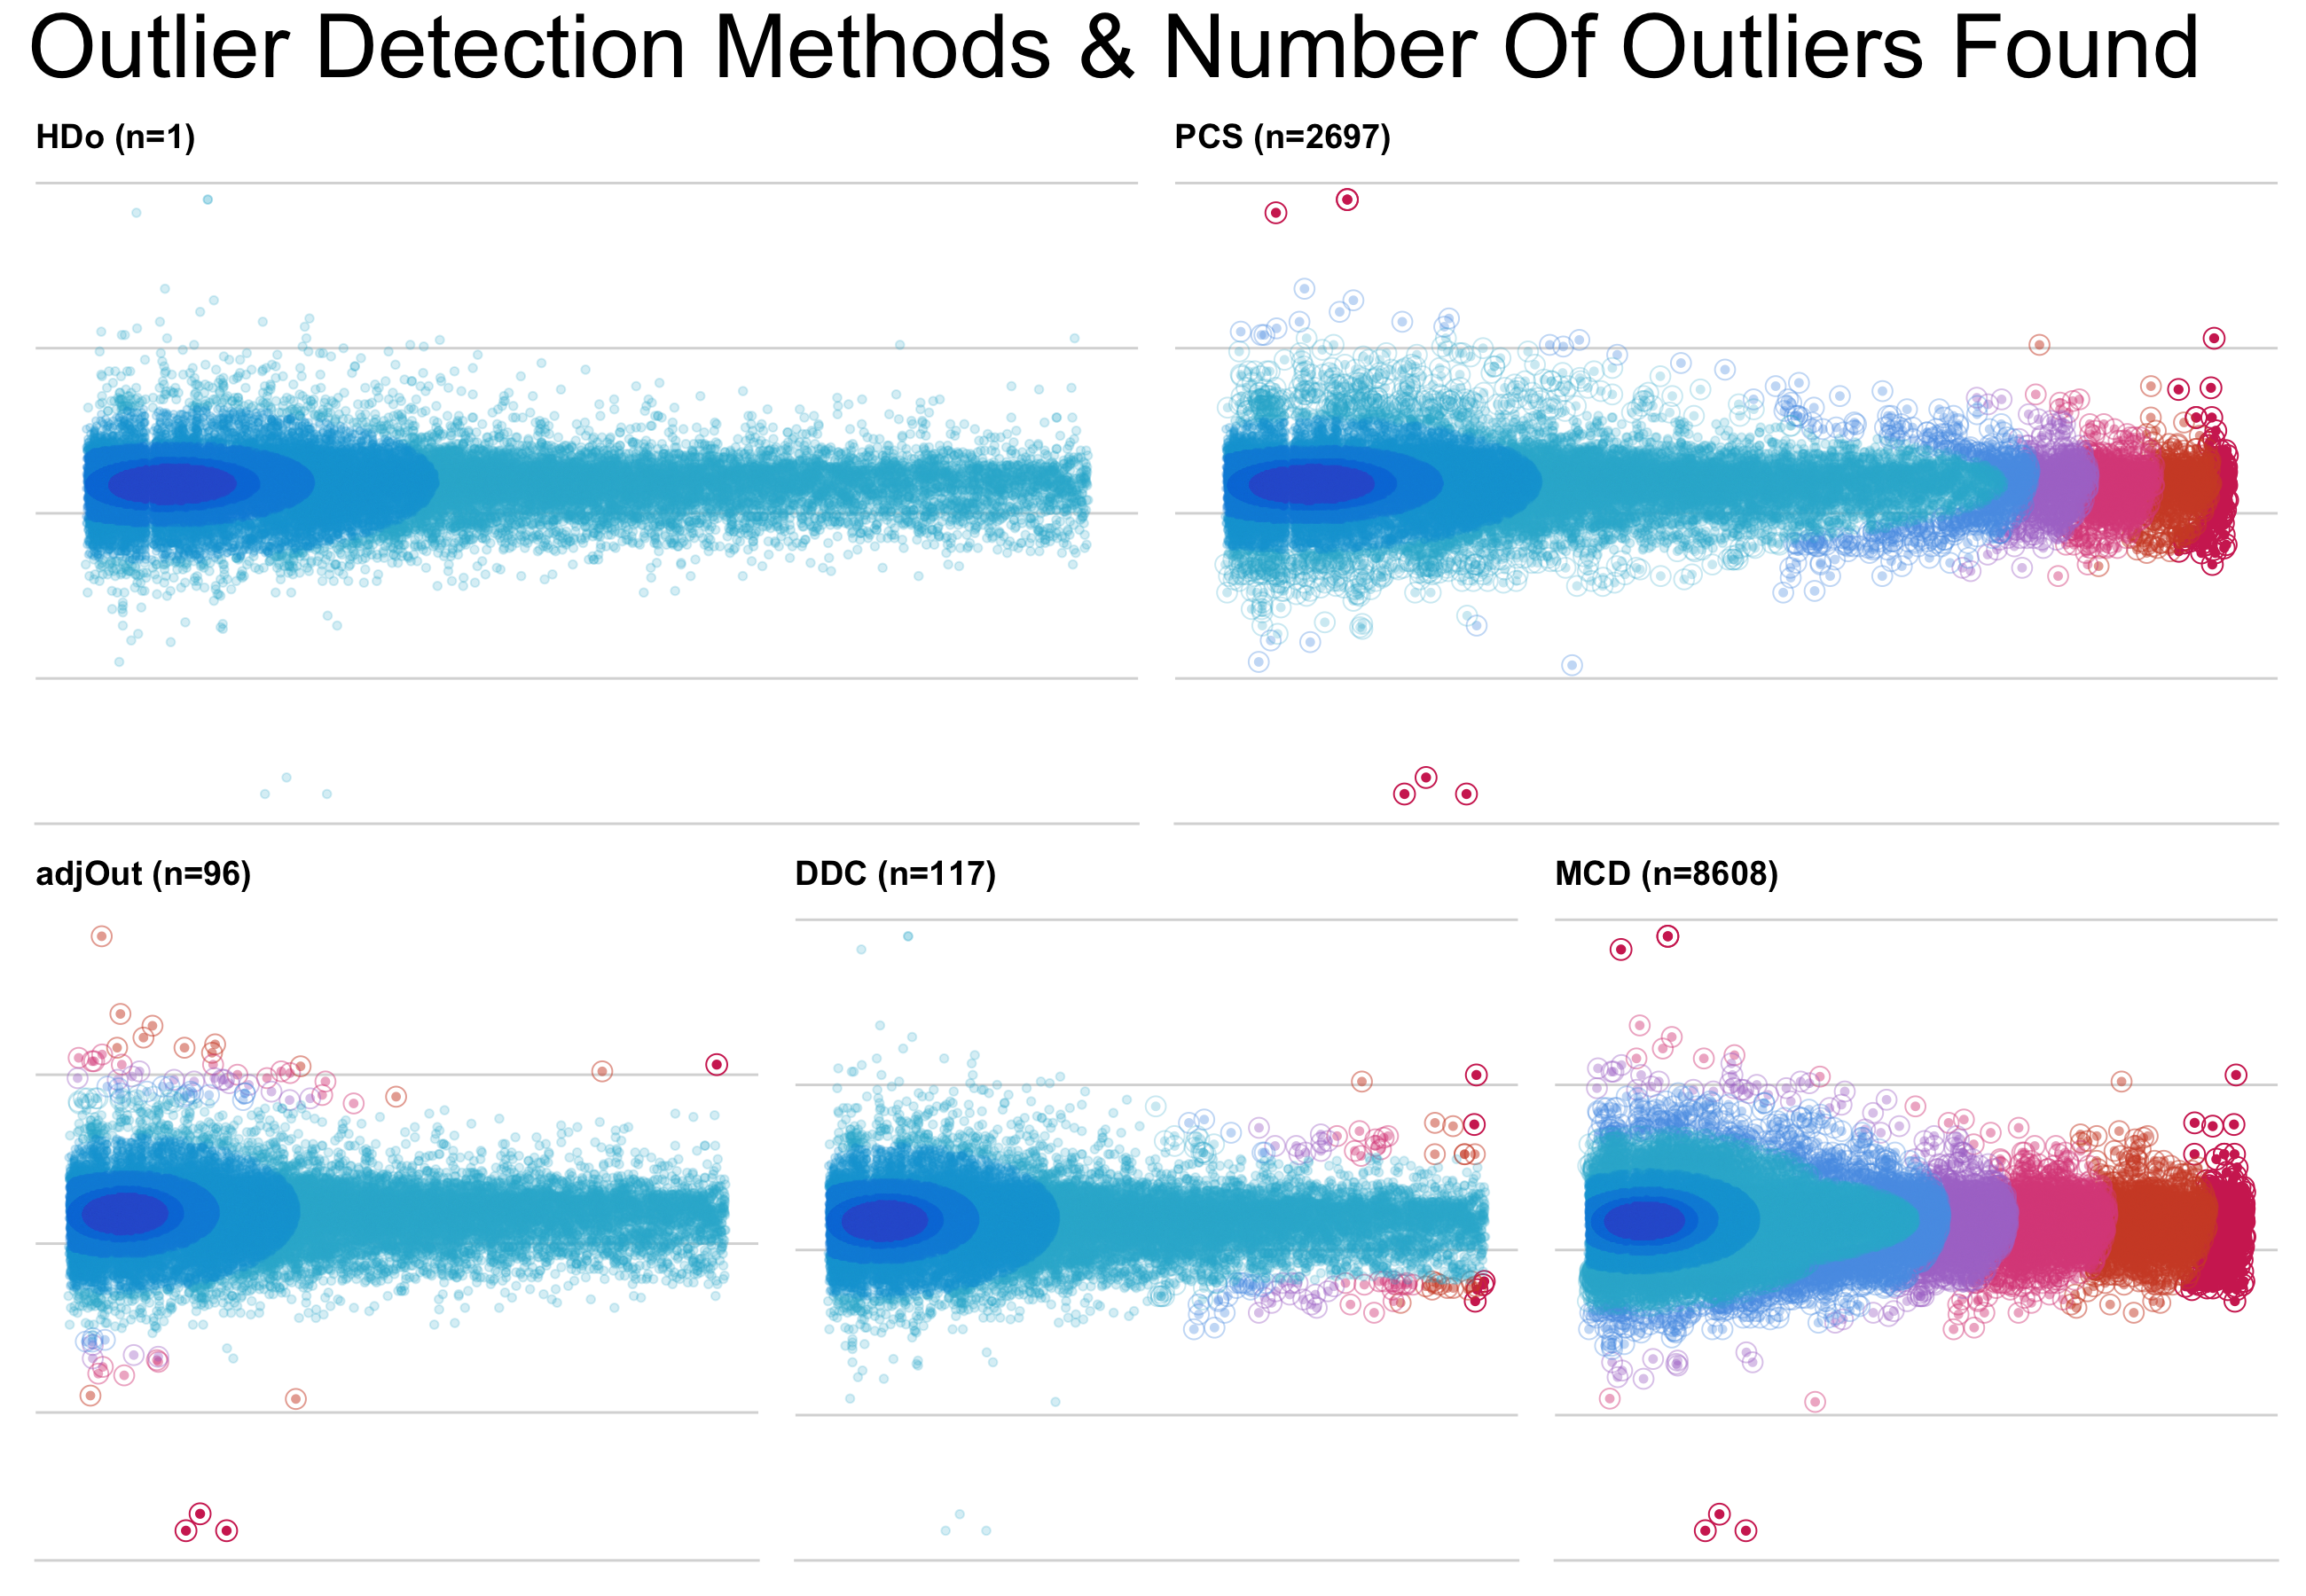 Outlier Detection Methods & Number Of Outliers Found
HDo (n=1)
PCS (n=2697)
adjOut (n=96)
DDC (n=117)
MCD (n=8608)